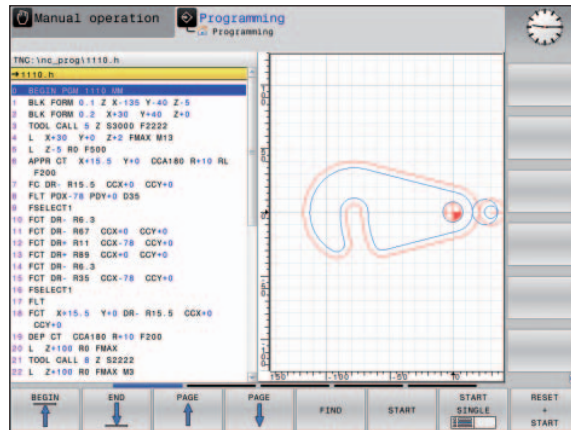 Manual operation
Programming
Programming
TNC:\nc_prog\1110.h
→1110.h
0 BEGIN PGM 1110 MM
1 BLK FORM 0.1 Z X-135 Y-40 Z-5
2 BLK FORM 0.2 X+30 Y+40 Z+0
3 TOOL CALL 5 Z S3000 F2222
4 L X+30 Y+0 Z+2 FMAX M13
5 L Z-5 R0 F500
6 APPR CT X+15.5 Y+0 CCA180 R+10 RL
F200
7 FC DR- R15.5 CCX+0 CCY+0
8 FLT PDX-78 PDY+0 D35
9 FSELECT1
10 FCT DR- R6.3
11 FCT DR- R67 CCX+0 CCY+0
12 FCT DR+ R11 CCX-78 CCY+0
13 FCT DR+ R89 CCX+0 CCY+0
14 FCT DR- R6.3
15 FCT DR- R35 CCX-78 CCY+0
16 FSELECT1
17 FLT
18 FCT X+15.5 Y+0 DR- R15.5 CCX+0
CCY+0
19 DEP CT CCA180 R+10 F200
20 L Z+100 R0 FMAX
21 TOOL CALL 8 Z S2222
22 L Z+100 R0 FMAX M3
BEGIN
END
PAGE
PAGE
FIND
START
START
SINGLE
RESET
+
START